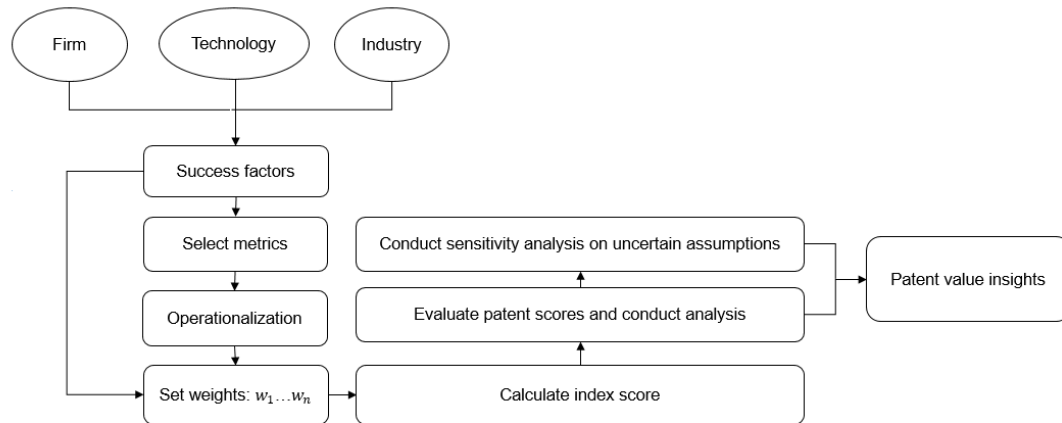 Firm
Technology
Industry
Success factors
Select metrics
Operationalization
Set weights: w₁…wₙ
Conduct sensitivity analysis on uncertain assumptions
Evaluate patent scores and conduct analysis
Calculate index score
Patent value insights